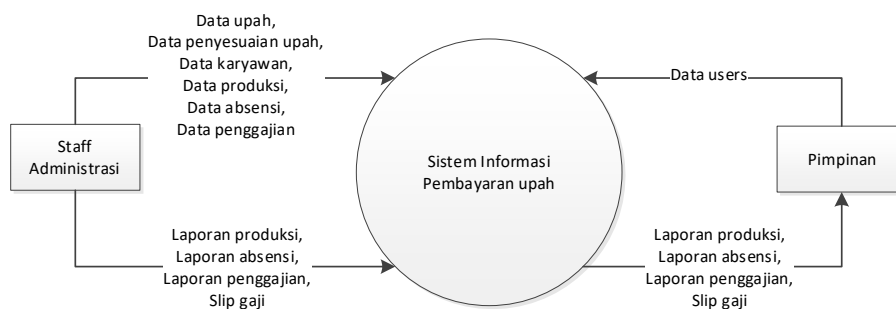 Data upah,
Data penyesuaian upah,
Data karyawan,
Data produksi,
Data absensi,
Data penggajian
Data users
Staff
Administrasi
Sistem Informasi
Pembayaran upah
Pimpinan
Laporan produksi,
Laporan absensi,
Laporan penggajian,
Slip gaji
Laporan produksi,
Laporan absensi,
Laporan penggajian,
Slip gaji